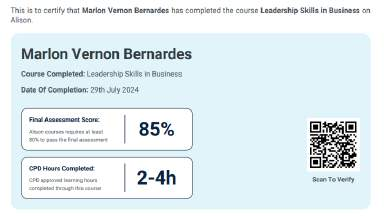 This is to certify that Marlon Vernon Bernardes has completed the course Leadership Skills in Business on
Alison.
Marlon Vernon Bernardes
Course Completed: Leadership Skills in Business
Date Of Completion: 29th July 2024
Final Assessment Score:
Alison courses requires at least
80% to pass the final assessment
85%
CPD Hours Completed:
CPD approved learning hours
completed through this course
2-4h
Scan To Verify